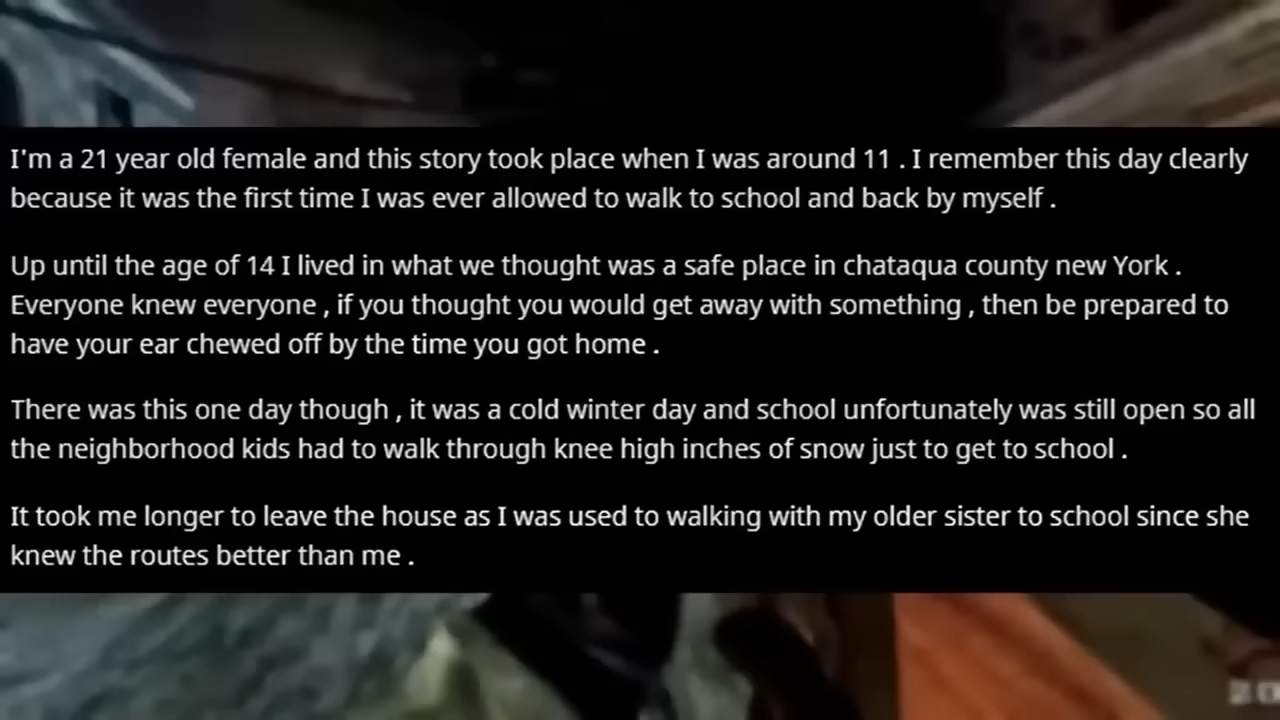 I'm a 21 year old female and this story took place when I was around 11 . I remember this day clearly
because it was the first time I was ever allowed to walk to school and back by myself .
Up until the age of 14 I lived in what we thought was a safe place in chataqua county new York .
Everyone knew everyone , if you thought you would get away with something , then be prepared to
have your ear chewed off by the time you got home .
There was this one day though , it was a cold winter day and school unfortunately was still open so all
the neighborhood kids had to walk through knee high inches of snow just to get to school .
It took me longer to leave the house as I was used to walking with my older sister to school since she
knew the routes better than me .